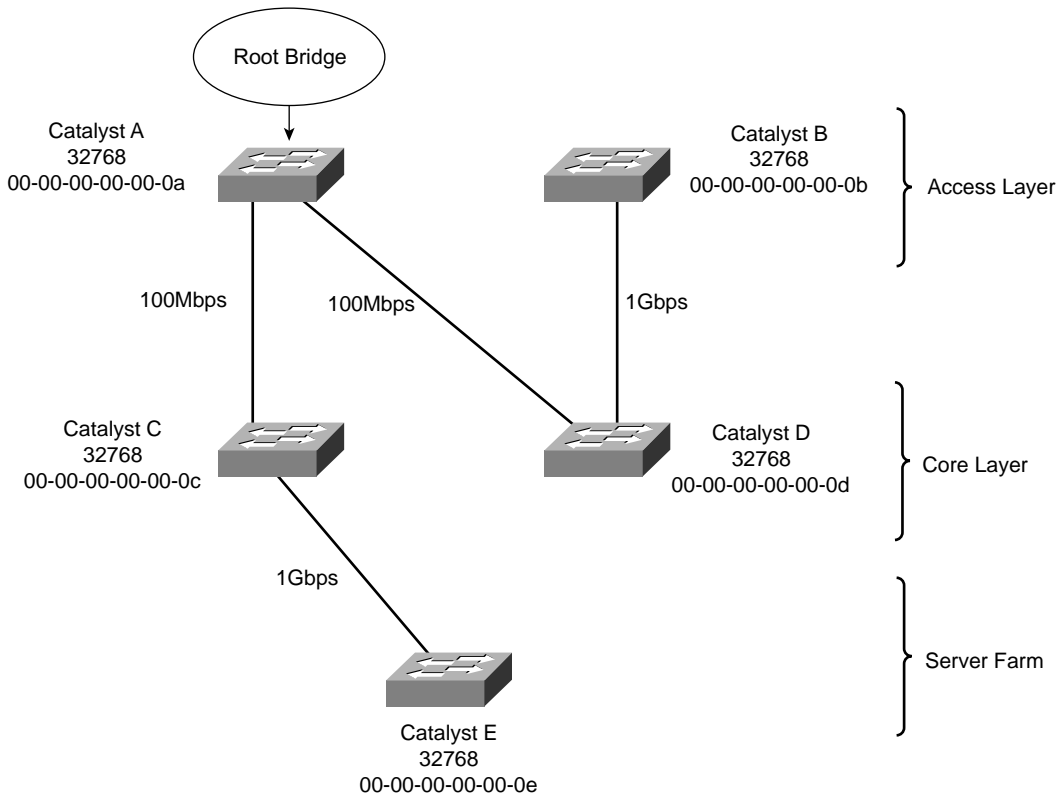 Root Bridge
Catalyst A
32768
00-00-00-00-00-0a
Catalyst B
32768
00-00-00-00-00-0b
Access Layer
100Mbps
100Mbps
1Gbps
Catalyst C
32768
00-00-00-00-00-0c
Catalyst D
32768
00-00-00-00-00-0d
Core Layer
1Gbps
Server Farm
Catalyst E
32768
00-00-00-00-00-0e